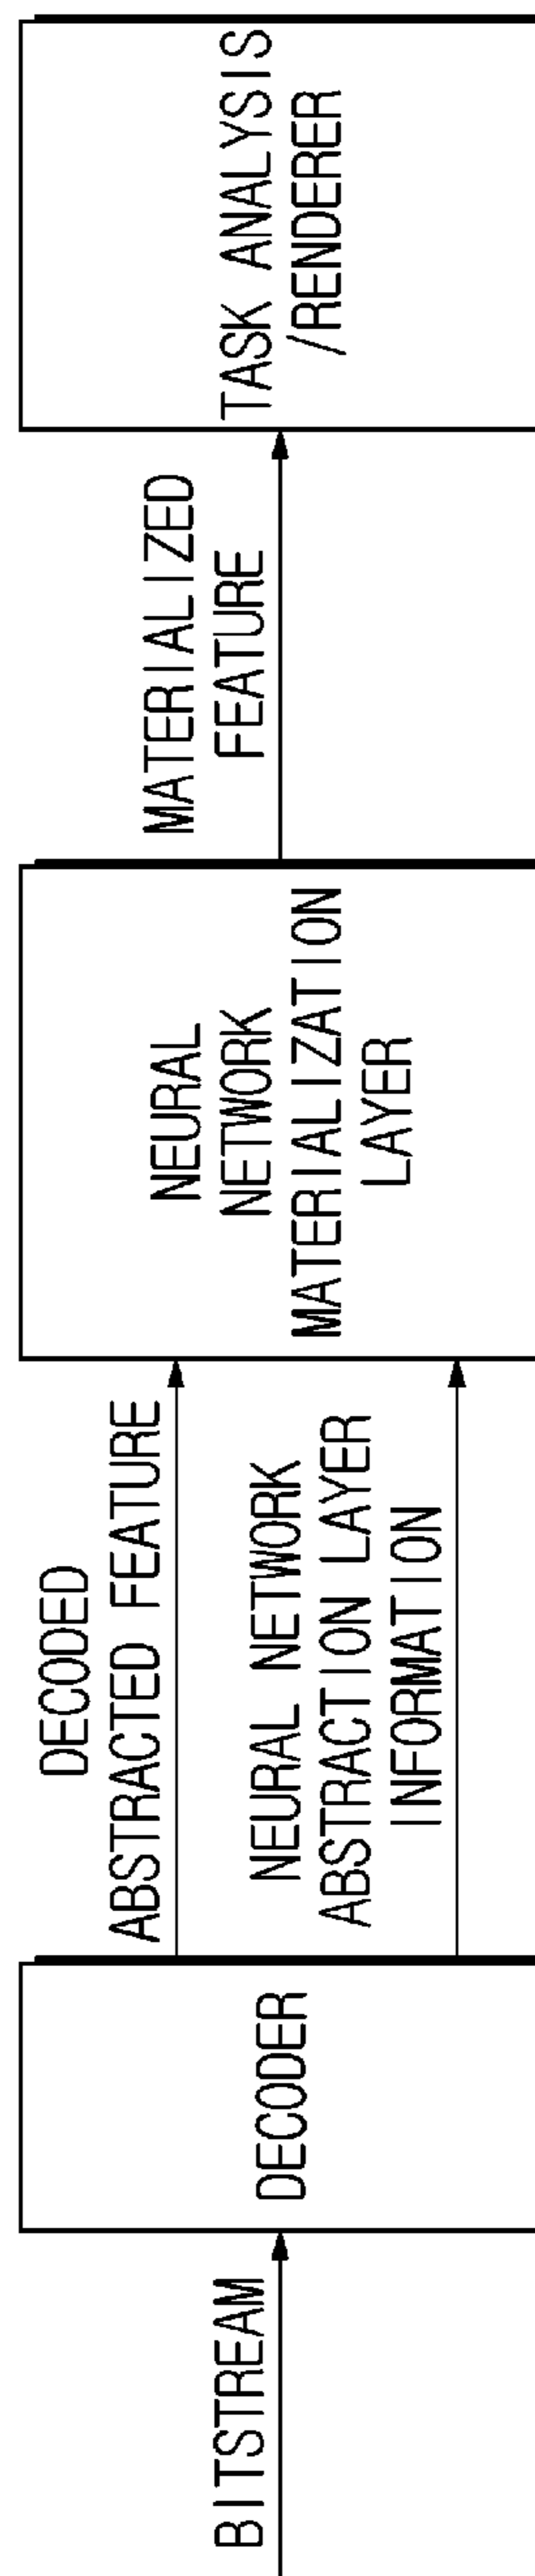 BITSTREAM
DECODER
DECODED
ABSTRACTED FEATURE
NEURAL NETWORK
ABSTRACTION LAYER
INFORMATION
NEURAL
NETWORK
MATERIALIZATION
LAYER
MATERIALIZED
FEATURE
TASK ANALYSIS
/RENDERER